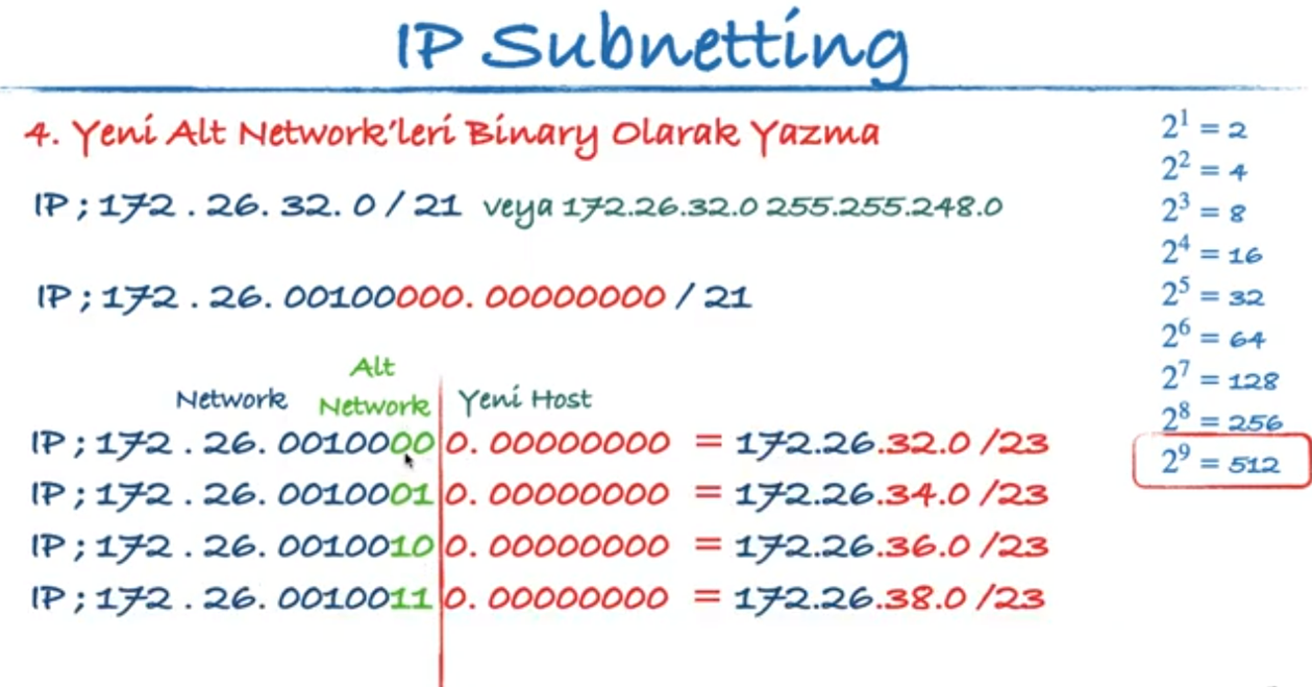 IP Subnetting
4. Yeni Alt Network'leri Binary Olarak Yazma
IP ; 172 . 26. 32. 0 / 21 veya 172.26.32.0 255.255.248.0
IP ; 172 . 26. 00100000. 00000000 / 21
Alt
Network Network Yeni Host
IP ; 172 . 26. 00100000. 00000000 = 172.26.32.0 /23
IP ; 172 . 26. 00100010. 00000000 = 172.26.34.0 /23
IP ; 172 . 26. 00100100. 00000000 = 172.26.36.0 /23
IP ; 172 . 26. 00100110. 00000000 = 172.26.38.0 /23
2¹ = 2
2² = 4
2³ = 8
2⁴ = 16
2⁵ = 32
2⁶ = 64
2⁷ = 128
2⁸ = 256
2⁹ = 512